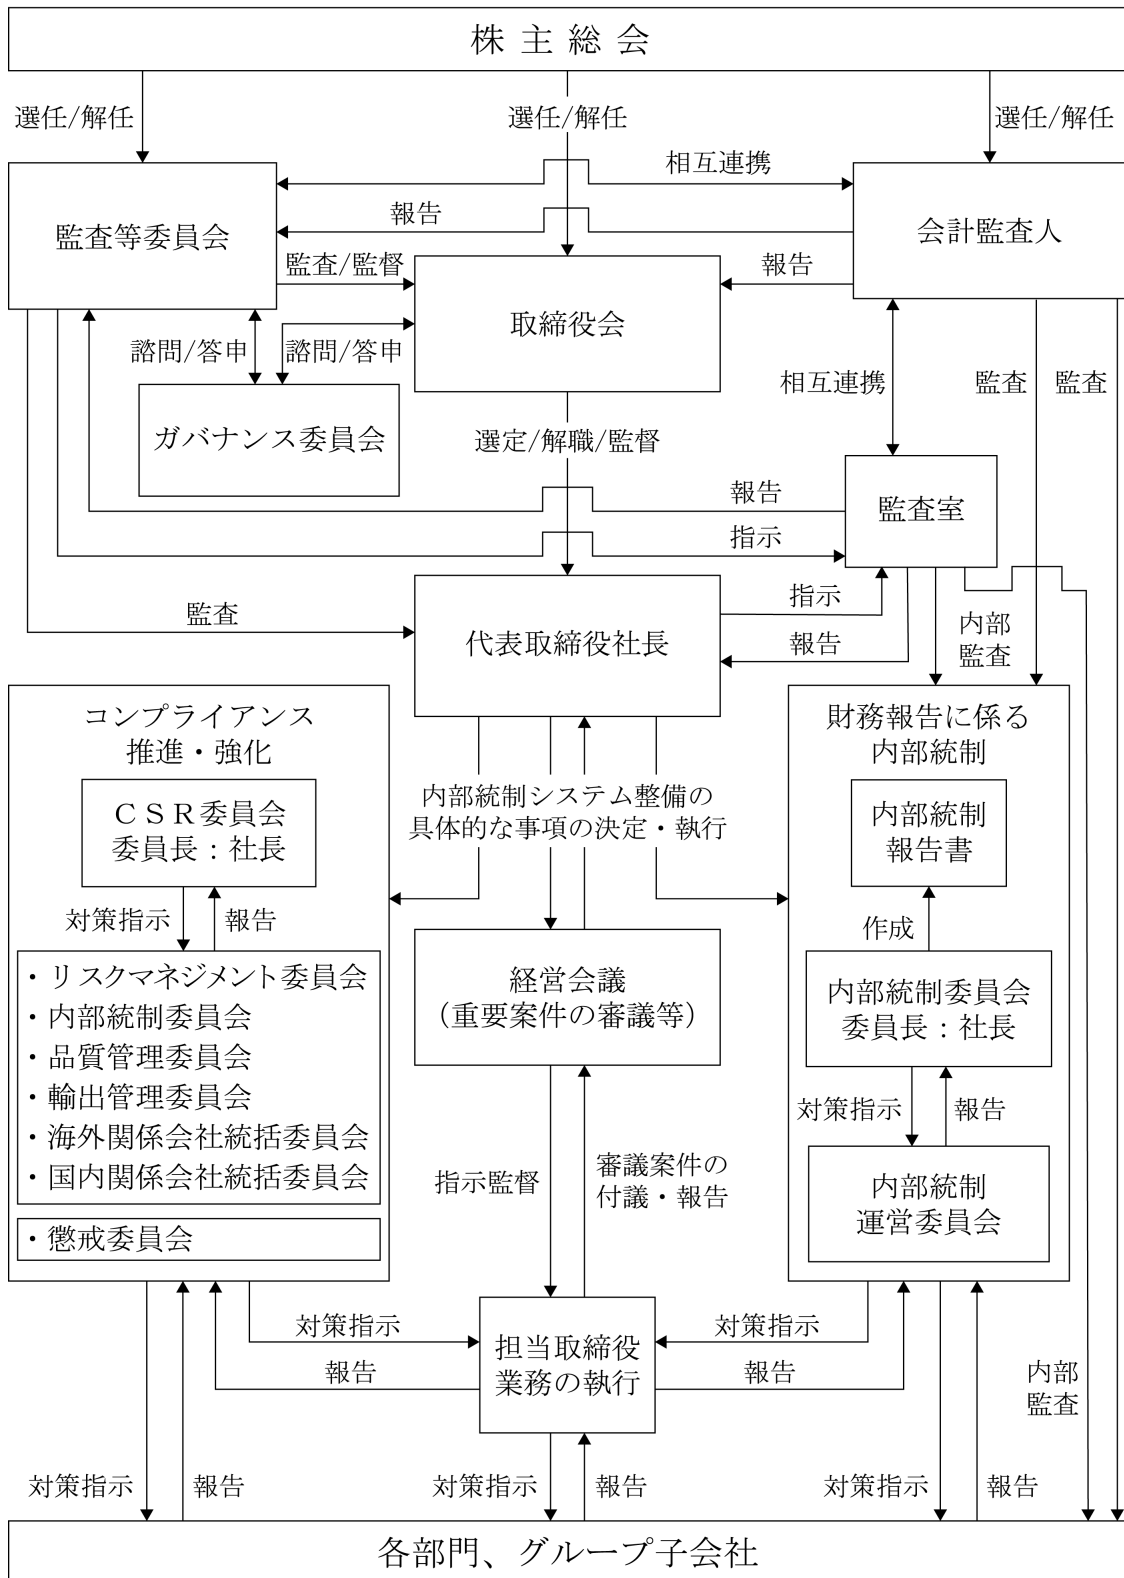 株主総会
選任/解任
選任/解任
選任/解任
相互連携
報告
監査等委員会
会計監査人
監査/監督
報告
取締役会
諮問/答申
諮問/答申
相互連携
監査
監査
ガバナンス委員会
選定/解職/監督
報告
監査室
指示
監査
代表取締役社長
指示
報告
内部
監査
コンプライアンス
推進・強化
財務報告に係る
内部統制
ＣＳＲ委員会
委員長：社長
内部統制システム整備の
具体的な事項の決定・執行
内部統制
報告書
対策指示
報告
作成
・リスクマネジメント委員会
・内部統制委員会
・品質管理委員会
・輸出管理委員会
・海外関係会社統括委員会
・国内関係会社統括委員会
経営会議
（重要案件の審議等）
内部統制委員会
委員長：社長
対策指示
報告
指示監督
審議案件の
付議・報告
内部統制
運営委員会
・懲戒委員会
対策指示
報告
担当取締役
業務の執行
対策指示
報告
内部
監査
対策指示
報告
対策指示
報告
対策指示
報告
各部門、グループ子会社